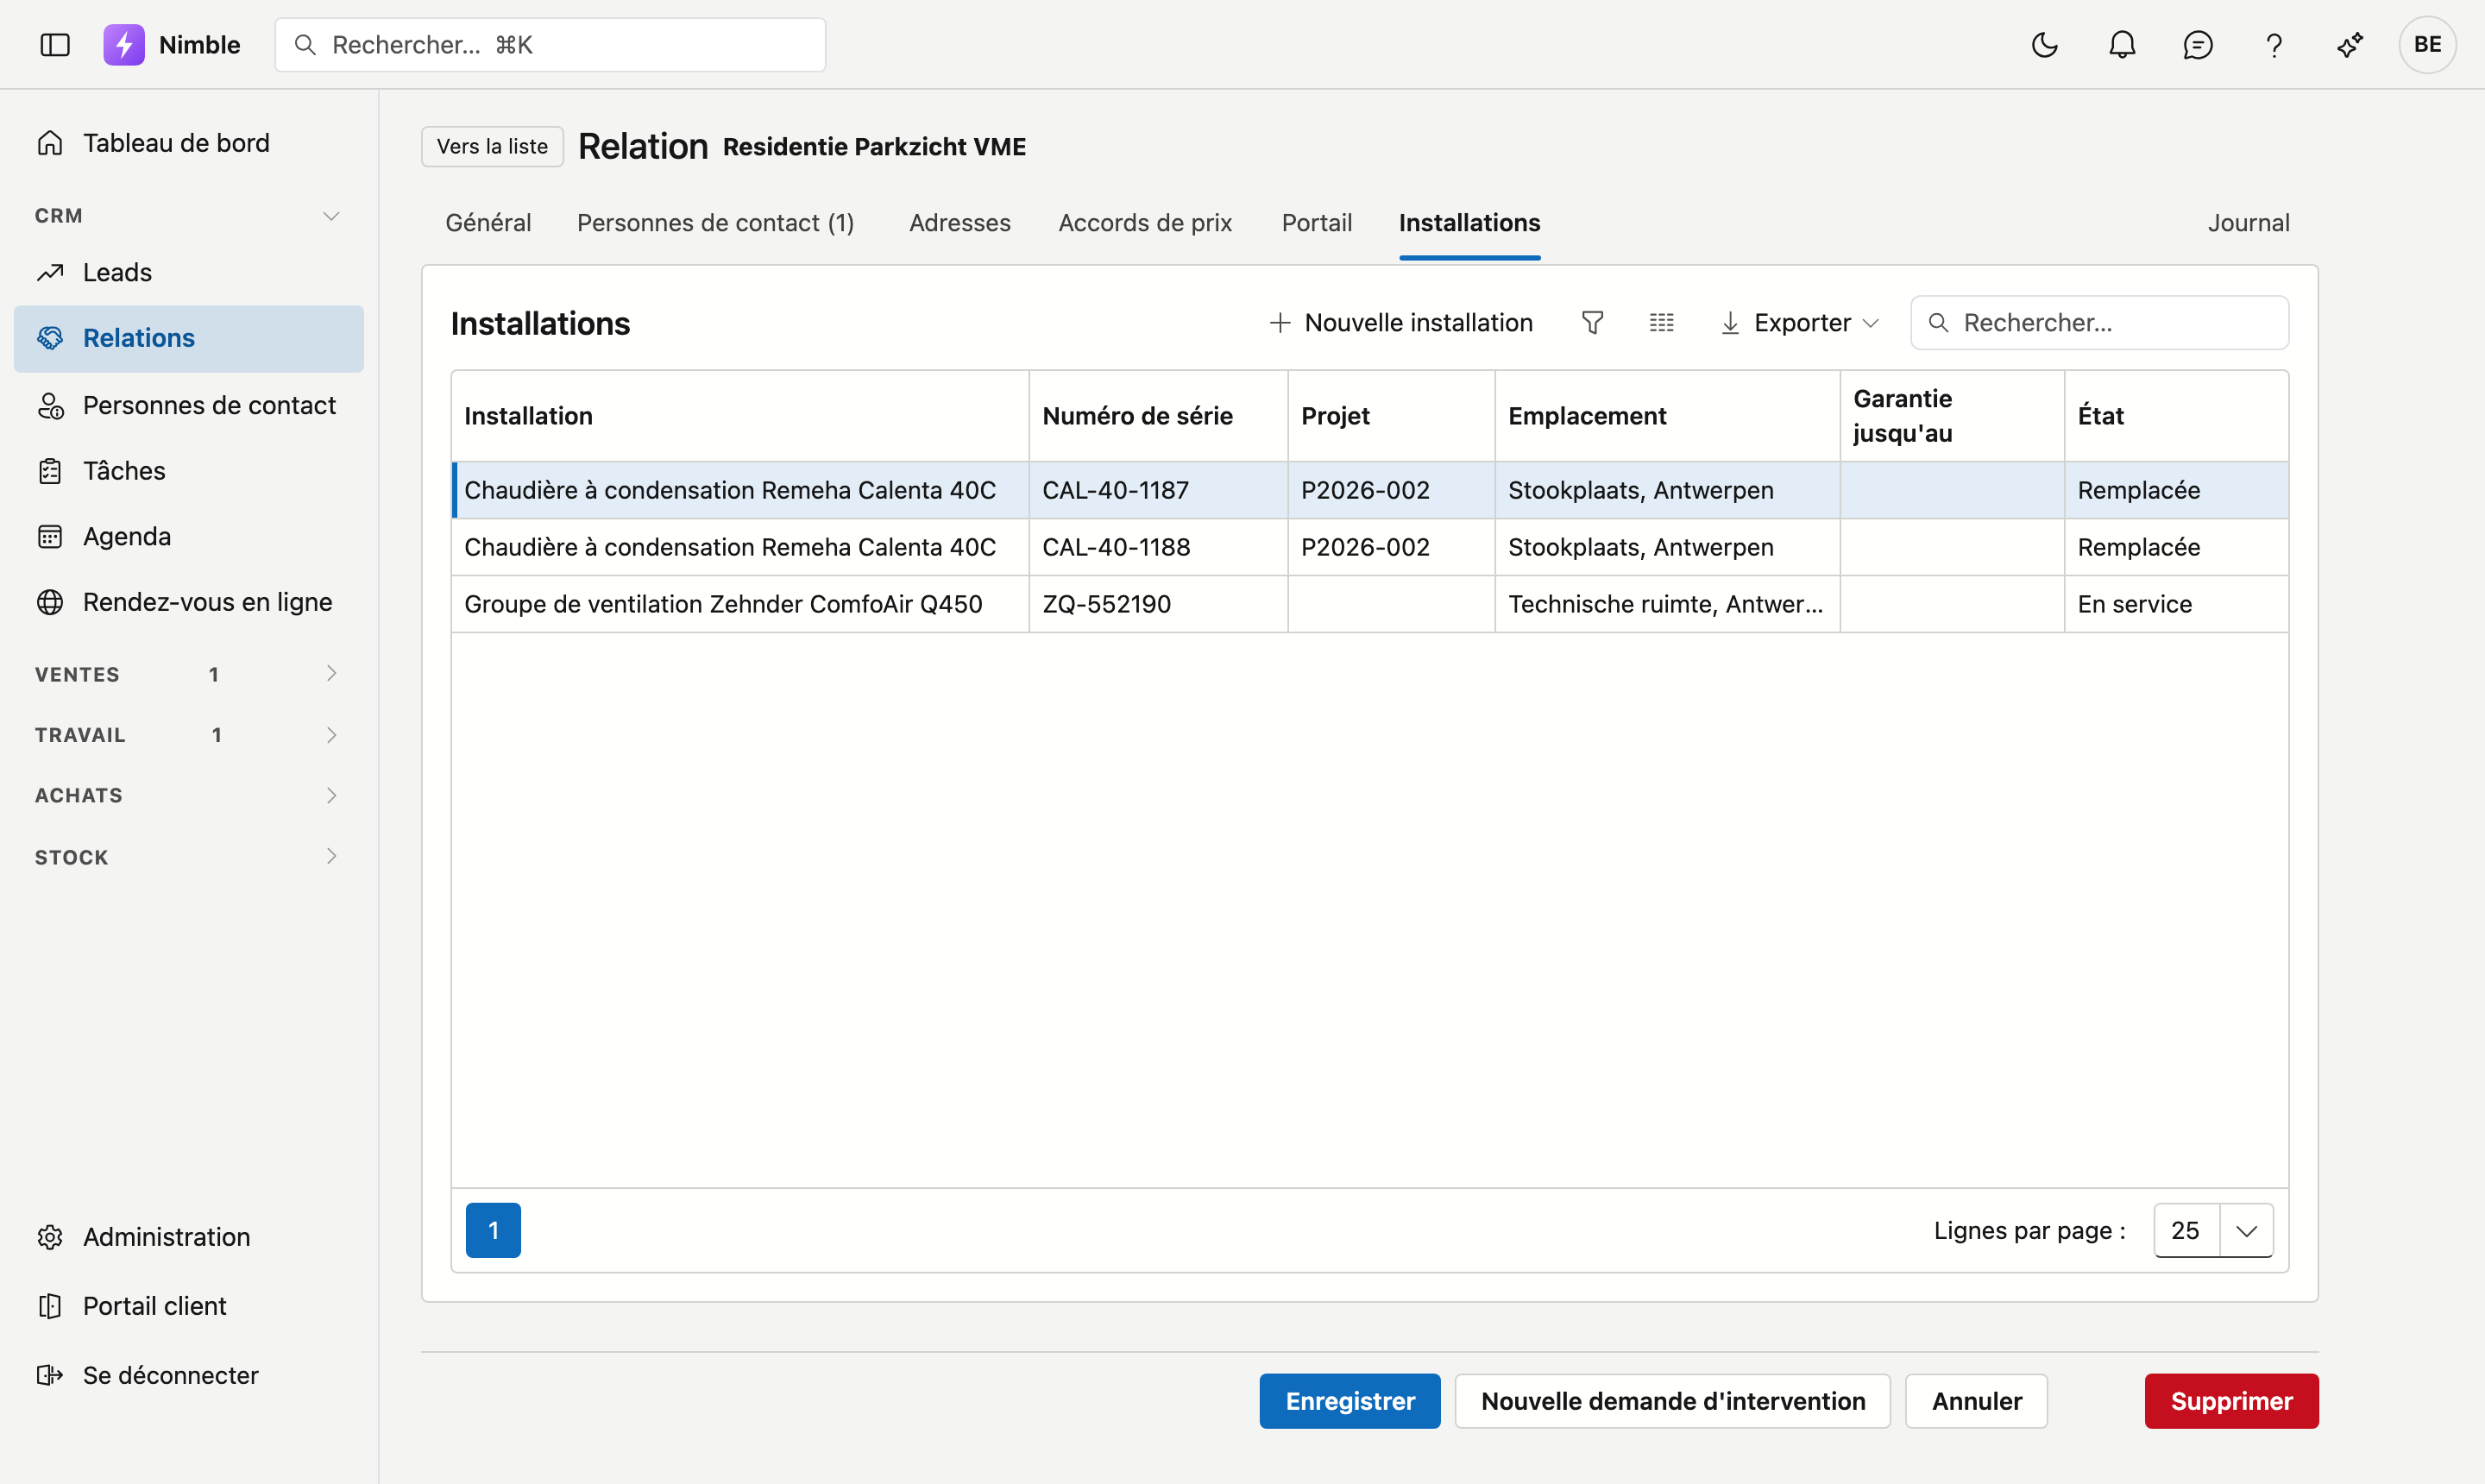 Nimble
Rechercher... ⌘K
BE
Tableau de bord
CRM
Leads
Relations
Personnes de contact
Tâches
Agenda
Rendez-vous en ligne
VENTES 1
TRAVAIL 1
ACHATS
STOCK
Administration
Portail client
Se déconnecter
Vers la liste Relation Residentie Parkzicht VME
Général Personnes de contact (1) Adresses Accords de prix Portail Installations Journal
Installations
Nouvelle installation Exporter Rechercher...
Installation Numéro de série Projet Emplacement Garantie jusqu'au État
Chaudière à condensation Remeha Calenta 40C CAL-40-1187 P2026-002 Stookplaats, Antwerpen Remplacée
Chaudière à condensation Remeha Calenta 40C CAL-40-1188 P2026-002 Stookplaats, Antwerpen Remplacée
Groupe de ventilation Zehnder ComfoAir Q450 ZQ-552190 Technische ruimte, Antwer... En service
1
Lignes par page : 25
Enregistrer Nouvelle demande d'intervention Annuler Supprimer